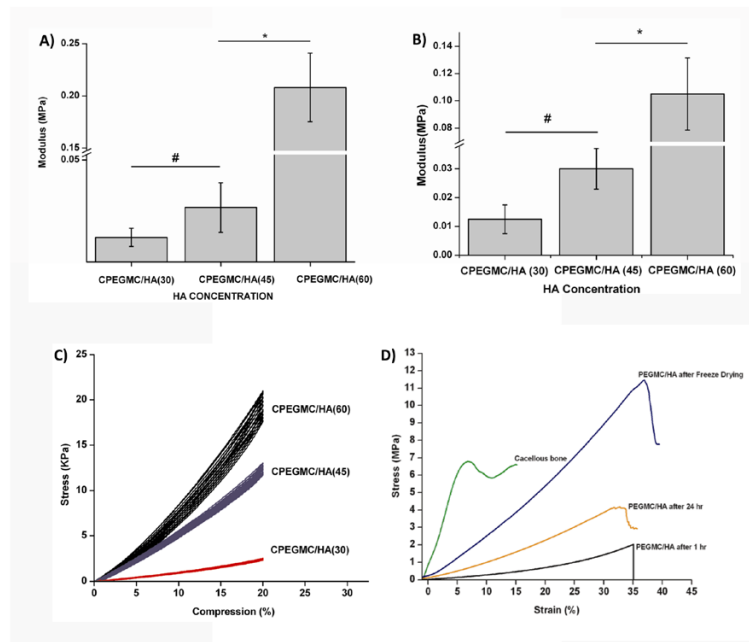 A)
*
0.25
0.20
0.15
0.05
#
Modulus (MPa)
CPEGMC/HA(30)
CPEGMC/HA(45)
CPEGMC/HA(60)
HA CONCENTRATION
B)
*
0.14
0.12
0.10
0.08
0.03
0.02
0.01
0.00
#
Modulus(MPa)
CPEGMC/HA (30)
CPEGMC/HA (45)
CPEGMC/HA (60)
HA Concentration
C)
25
20
15
10
5
0
Stress (KPa)
CPEGMC/HA(60)
CPEGMC/HA(45)
CPEGMC/HA(30)
0 10 20 30
Compression (%)
D)
13
12
11
10
9
8
7
6
5
4
3
2
1
0
Stress (MPa)
PEGMC/HA after Freeze Drying
Cacellous bone
PEGMC/HA after 24 hr
PEGMC/HA after 1 hr
0 5 10 15 20 25 30 35 40 45
Strain (%)